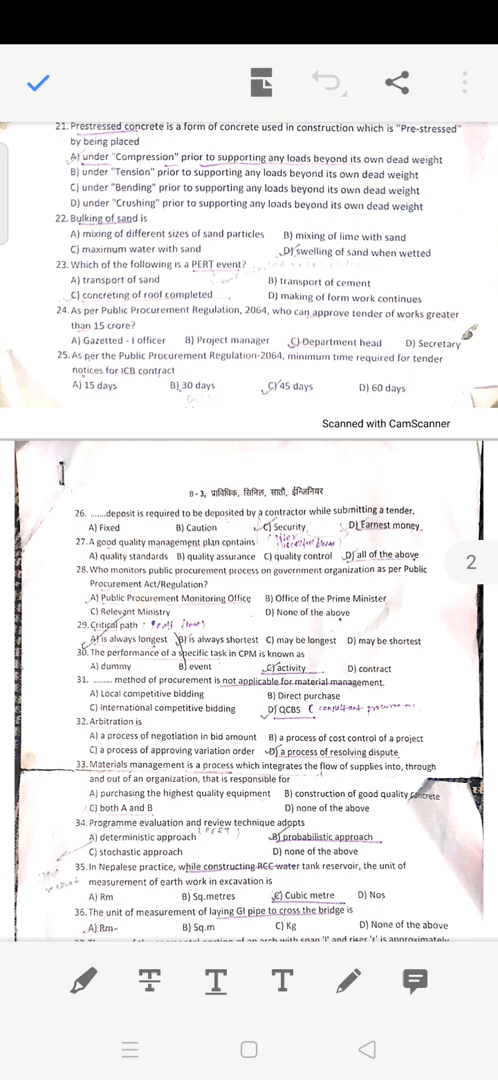 21. Prestressed concrete is a form of concrete used in construction which is "Pre-stressed"
by being placed
A) under "Compression" prior to supporting any loads beyond its own dead weight
B) under "Tension" prior to supporting any loads beyond its own dead weight
C) under "Bending" prior to supporting any loads beyond its own dead weight
D) under "Crushing" prior to supporting any loads beyond its own dead weight
22. Bulking of sand is
A) mixing of different sizes of sand particles B) mixing of lime with sand
C) maximum water with sand D) swelling of sand when wetted
23. Which of the following is a PERT event?
A) transport of sand B) transport of cement
C) concreting of roof completed D) making of form work continues
24. As per Public Procurement Regulation, 2064, who can approve tender of works greater
than 15 crore?
A) Gazetted - I officer B) Project manager C) Department head D) Secretary
25. As per the Public Procurement Regulation-2064, minimum time required for tender
notices for ICB contract
A) 15 days B) 30 days C) 45 days D) 60 days
Scanned with CamScanner
B - 3, प्राविधिक, सिभिल, सातौं, ईन्जिनियर
26. .......deposit is required to be deposited by a contractor while submitting a tender.
A) Fixed B) Caution C) Security D) Earnest money
27. A good quality management plan contains
A) quality standards B) quality assurance C) quality control D) all of the above
2
28. Who monitors public procurement process on government organization as per Public
Procurement Act/Regulation?
A) Public Procurement Monitoring Office B) Office of the Prime Minister
C) Relevant Ministry D) None of the above
29. Critical path
A) is always longest B) is always shortest C) may be longest D) may be shortest
30. The performance of a specific task in CPM is known as
A) dummy B) event C) activity D) contract
31. ......... method of procurement is not applicable for material management.
A) Local competitive bidding B) Direct purchase
C) International competitive bidding D) QCBS
32. Arbitration is
A) a process of negotiation in bid amount B) a process of cost control of a project
C) a process of approving variation order D) a process of resolving dispute
33. Materials management is a process which integrates the flow of supplies into, through
and out of an organization, that is responsible for
A) purchasing the highest quality equipment B) construction of good quality concrete
C) both A and B D) none of the above
34. Programme evaluation and review technique adopts
(PERT)
A) deterministic approach B) probabilistic approach
C) stochastic approach D) none of the above
35. In Nepalese practice, while constructing RCC water tank reservoir, the unit of
measurement of earth work in excavation is
A) Rm B) Sq.metres C) Cubic metre D) Nos
36. The unit of measurement of laying GI pipe to cross the bridge is
A) Rm B) Sq.m C) Kg D) None of the above